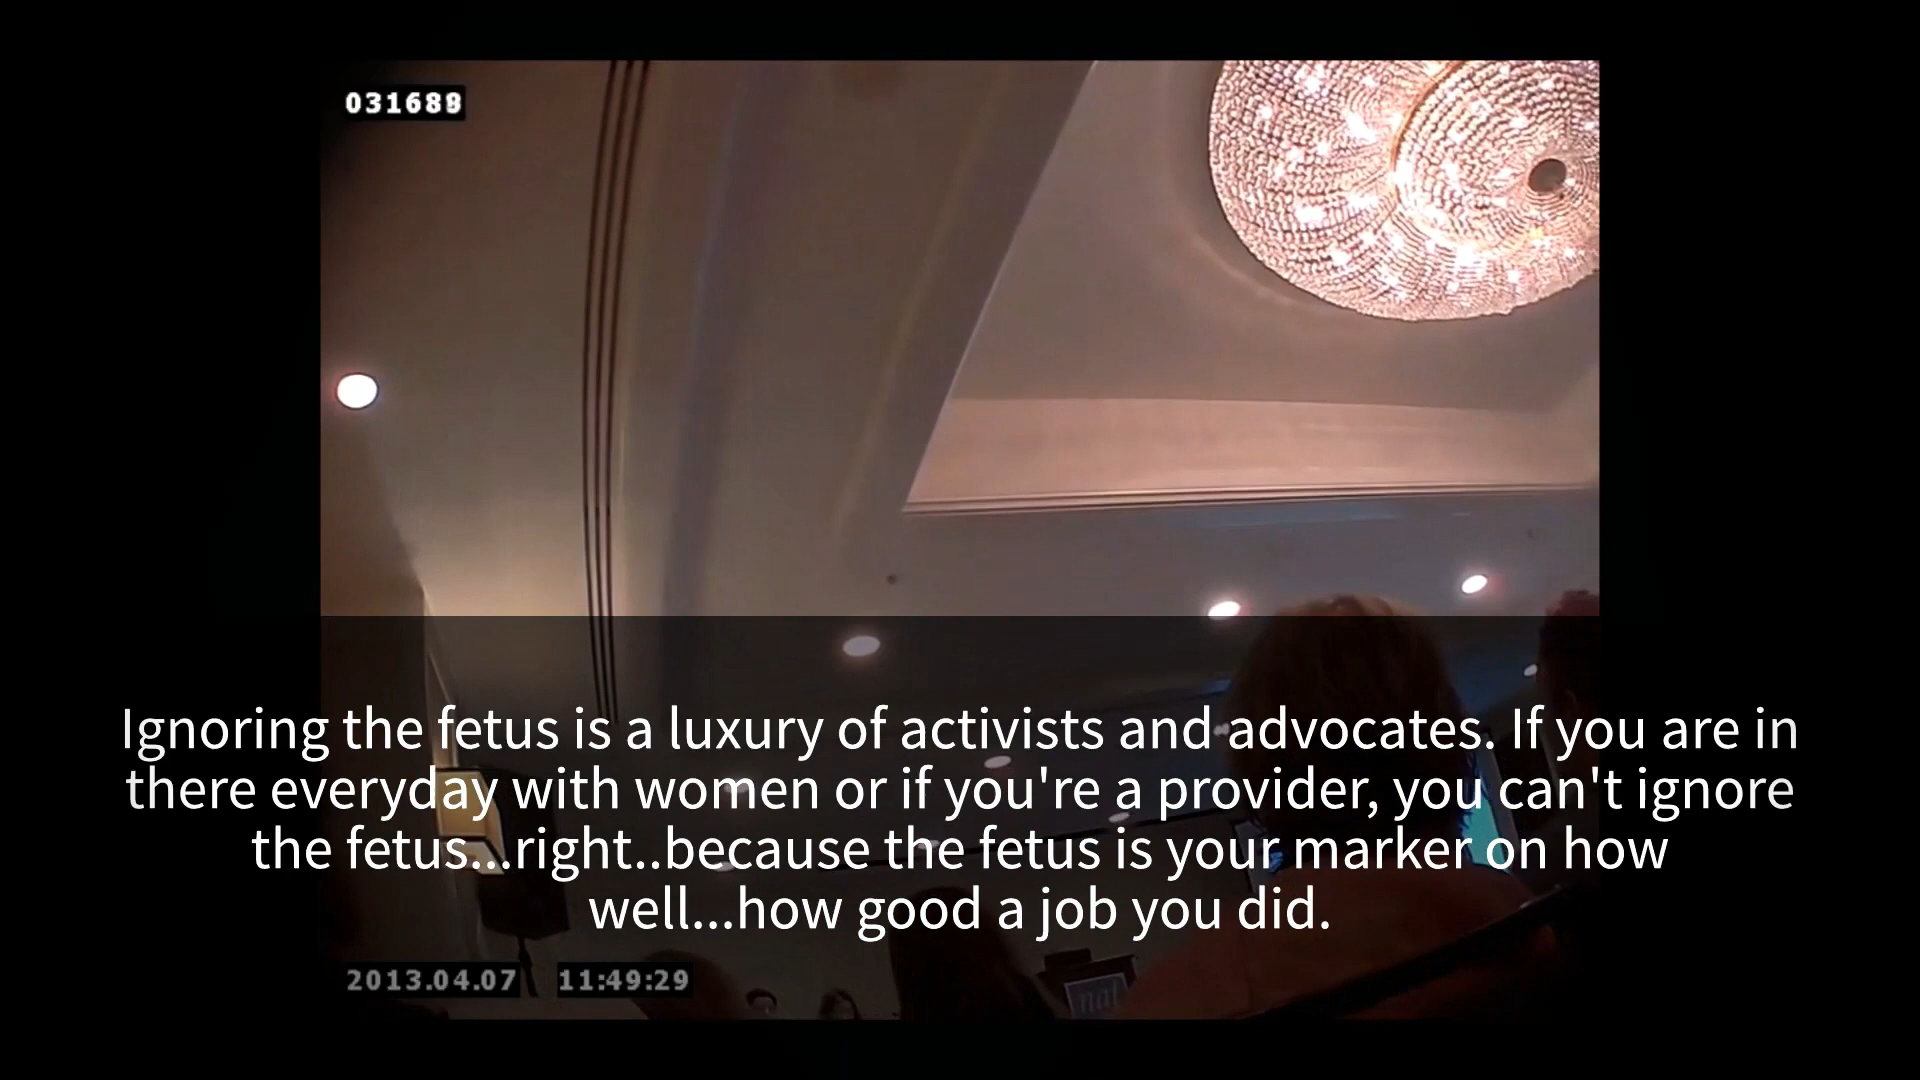 031689
Ignoring the fetus is a luxury of activists and advocates. If you are in
there everyday with women or if you're a provider, you can't ignore
the fetus...right..because the fetus is your marker on how
well...how good a job you did.
2013.04.07 11:49:29